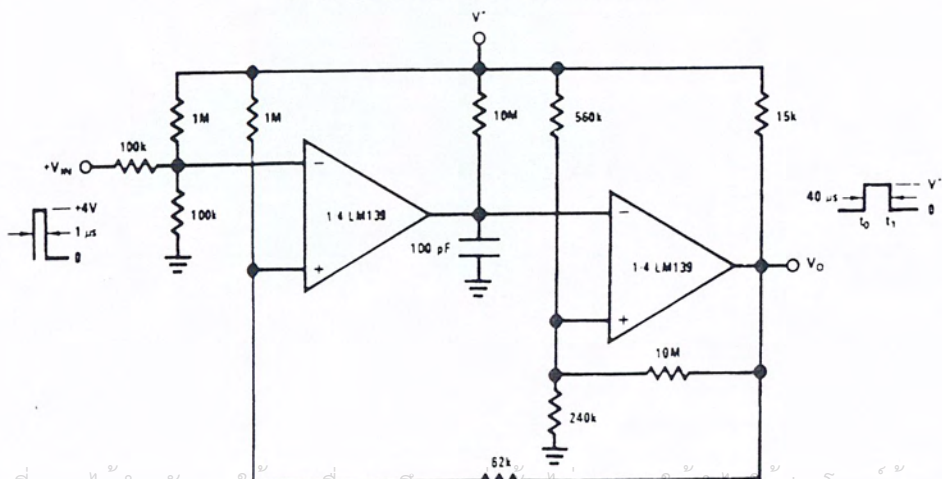 V+
1M
1M
10M
560k
15k
100k
+VIN
100k
+4V
1 μs
0
−
+
1·4 LM139
100 pF
−
+
1·4 LM139
V+
40 μs
0
t0
t1
VO
10M
240k
62k